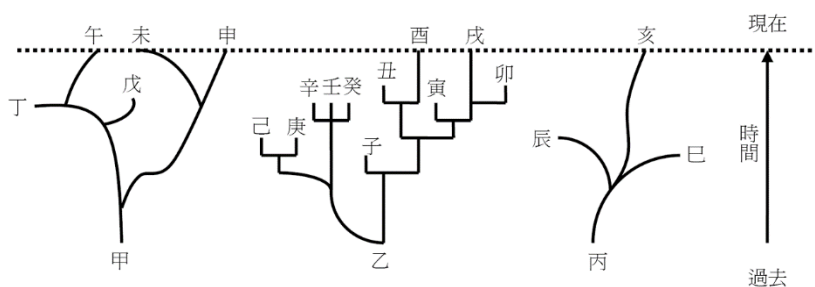 現在
午 未 申 酉 戌 亥
丁 戊 辛 壬 癸 丑 寅 卯
己 庚 子 辰 巳
時間
甲 乙 丙
過去